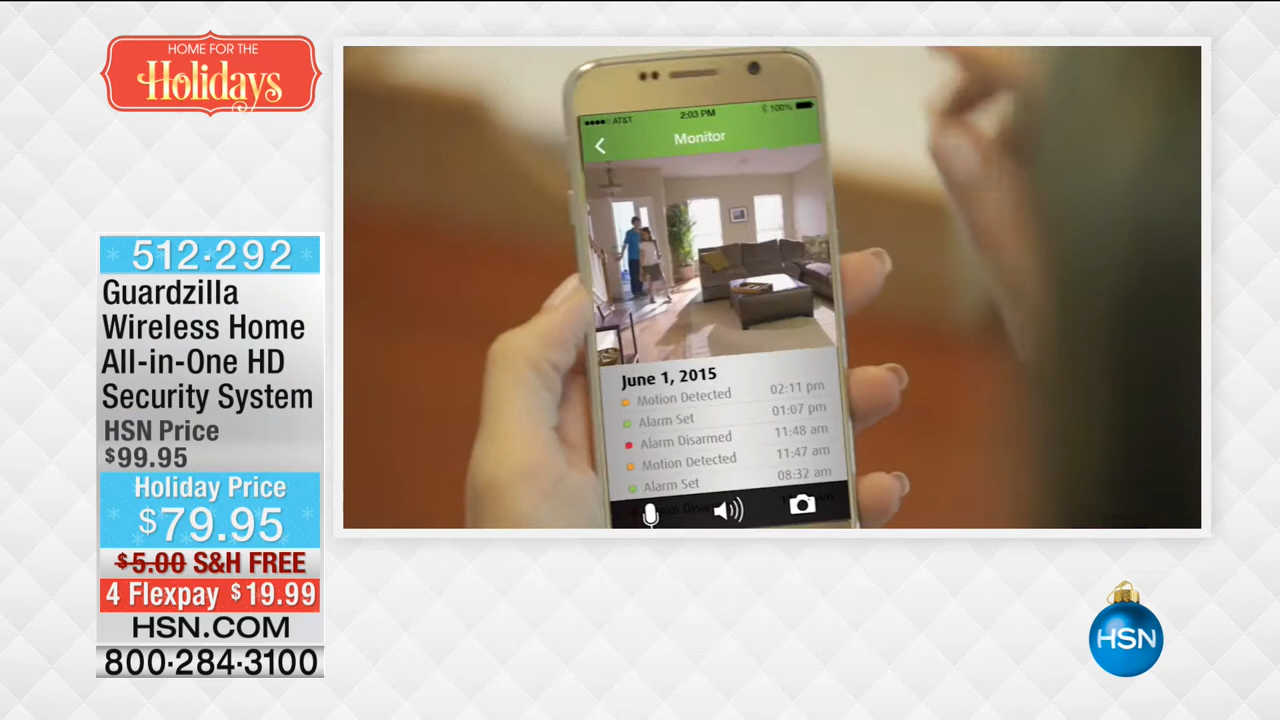 HOME FOR THE
Holidays
512-292
Guardzilla
Wireless Home
All-in-One HD
Security System
HSN Price
$99.95
Holiday Price
$79.95
$5.00 S&H FREE
4 Flexpay $19.99
HSN.COM
800-284-3100
AT&T 2:03 PM 100%
Monitor
June 1, 2015
Motion Detected 02:11 pm
Alarm Set 01:07 pm
Alarm Disarmed 11:48 am
Motion Detected 11:47 am
Alarm Set 08:32 am
HSN